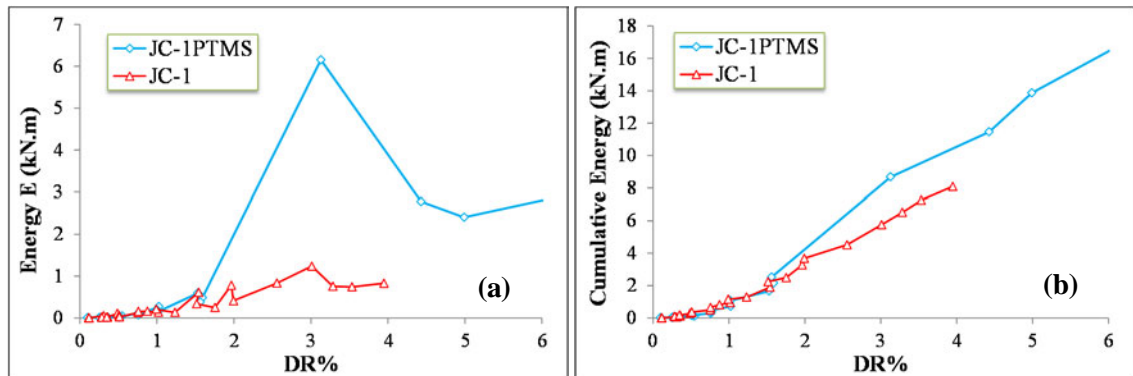 7
6
5
4
3
2
1
0
Energy E (kN.m)
JC-1PTMS
JC-1
(a)
0 1 2 3 4 5 6
DR%
18
16
14
12
10
8
6
4
2
0
Cumulative Energy (kN.m)
JC-1PTMS
JC-1
(b)
0 1 2 3 4 5 6
DR%